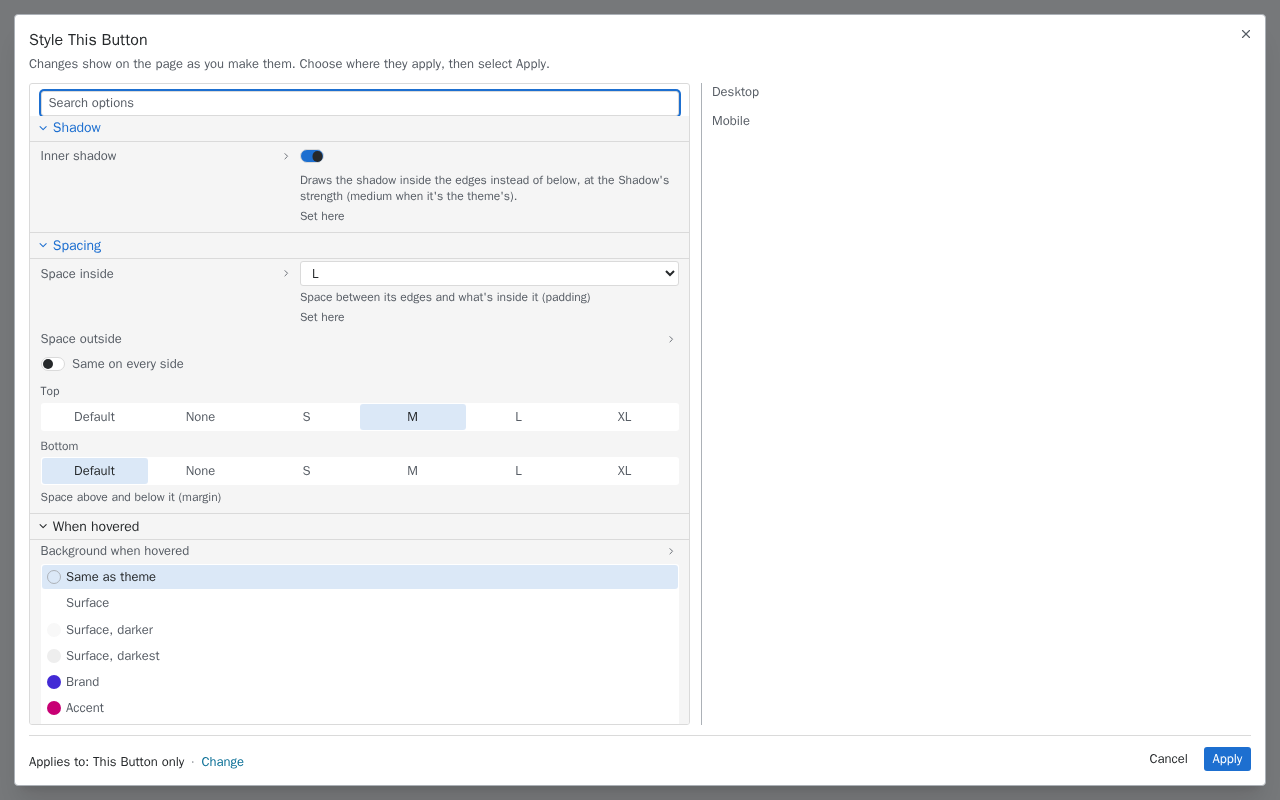 Style This Button
Changes show on the page as you make them. Choose where they apply, then select Apply.
Search options
Desktop
Mobile
Shadow
Inner shadow
Draws the shadow inside the edges instead of below, at the Shadow's
strength (medium when it's the theme's).
Set here
Spacing
Space inside
L
Space between its edges and what's inside it (padding)
Set here
Space outside
Same on every side
Top
Default None S M L XL
Bottom
Default None S M L XL
Space above and below it (margin)
When hovered
Background when hovered
Same as theme
Surface
Surface, darker
Surface, darkest
Brand
Accent
Applies to: This Button only · Change
Cancel Apply